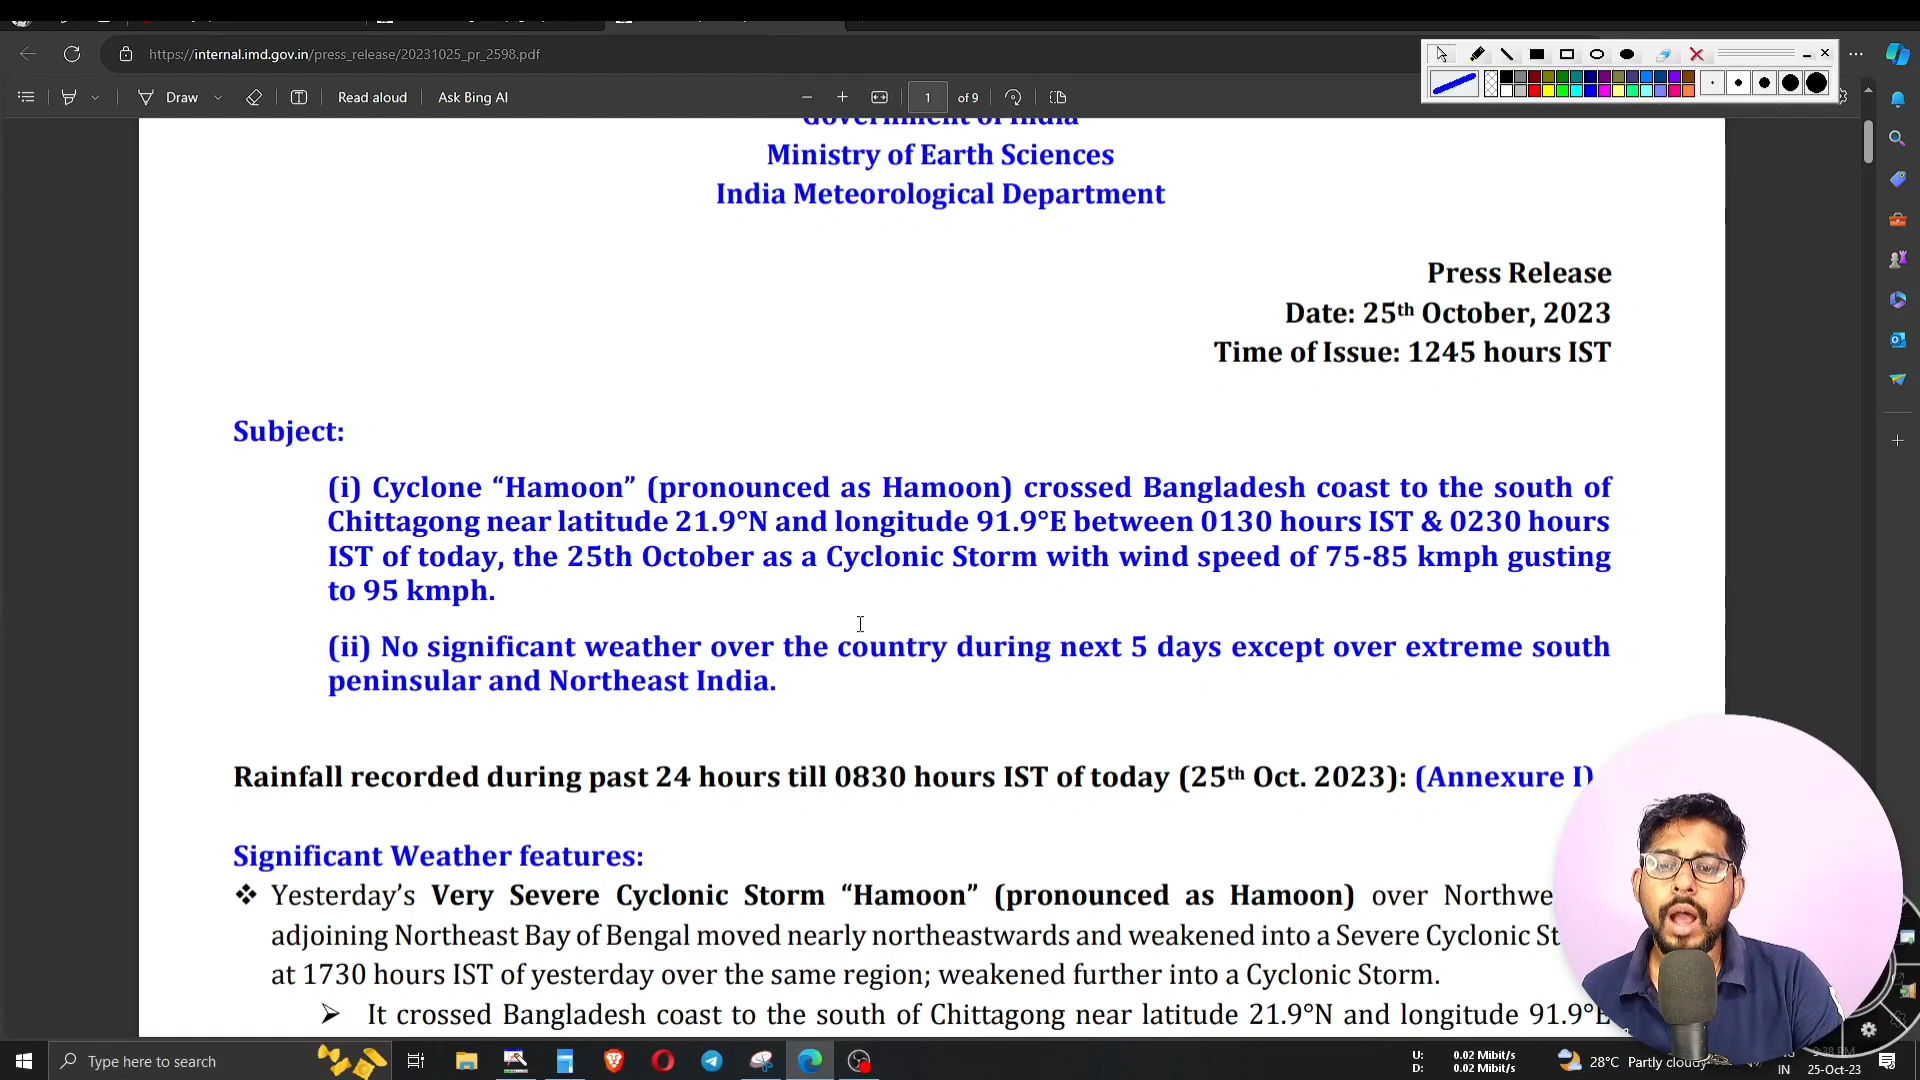 https://internal.imd.gov.in/press_release/20231025_pr_2598.pdf
Draw
Read aloud
Ask Bing AI
1 of 9
Government of India
Ministry of Earth Sciences
India Meteorological Department
Press Release
Date: 25th October, 2023
Time of Issue: 1245 hours IST
Subject:
(i) Cyclone “Hamoon” (pronounced as Hamoon) crossed Bangladesh coast to the south of
Chittagong near latitude 21.9°N and longitude 91.9°E between 0130 hours IST & 0230 hours
IST of today, the 25th October as a Cyclonic Storm with wind speed of 75-85 kmph gusting
to 95 kmph.
(ii) No significant weather over the country during next 5 days except over extreme south
peninsular and Northeast India.
Rainfall recorded during past 24 hours till 0830 hours IST of today (25th Oct. 2023): (Annexure I)
Significant Weather features:
❖ Yesterday’s Very Severe Cyclonic Storm “Hamoon” (pronounced as Hamoon) over
adjoining Northeast Bay of Bengal moved nearly northeastwards and weakened into a Severe Cyclonic
at 1730 hours IST of yesterday over the same region; weakened further into a Cyclonic Storm.
➢ It crossed Bangladesh coast to the south of Chittagong near latitude 21.9°N and longitude 91.9°E
Type here to search
U: 0.02 Mibit/s
D: 0.02 Mibit/s
28°C Partly cloudy
IN
25-Oct-23